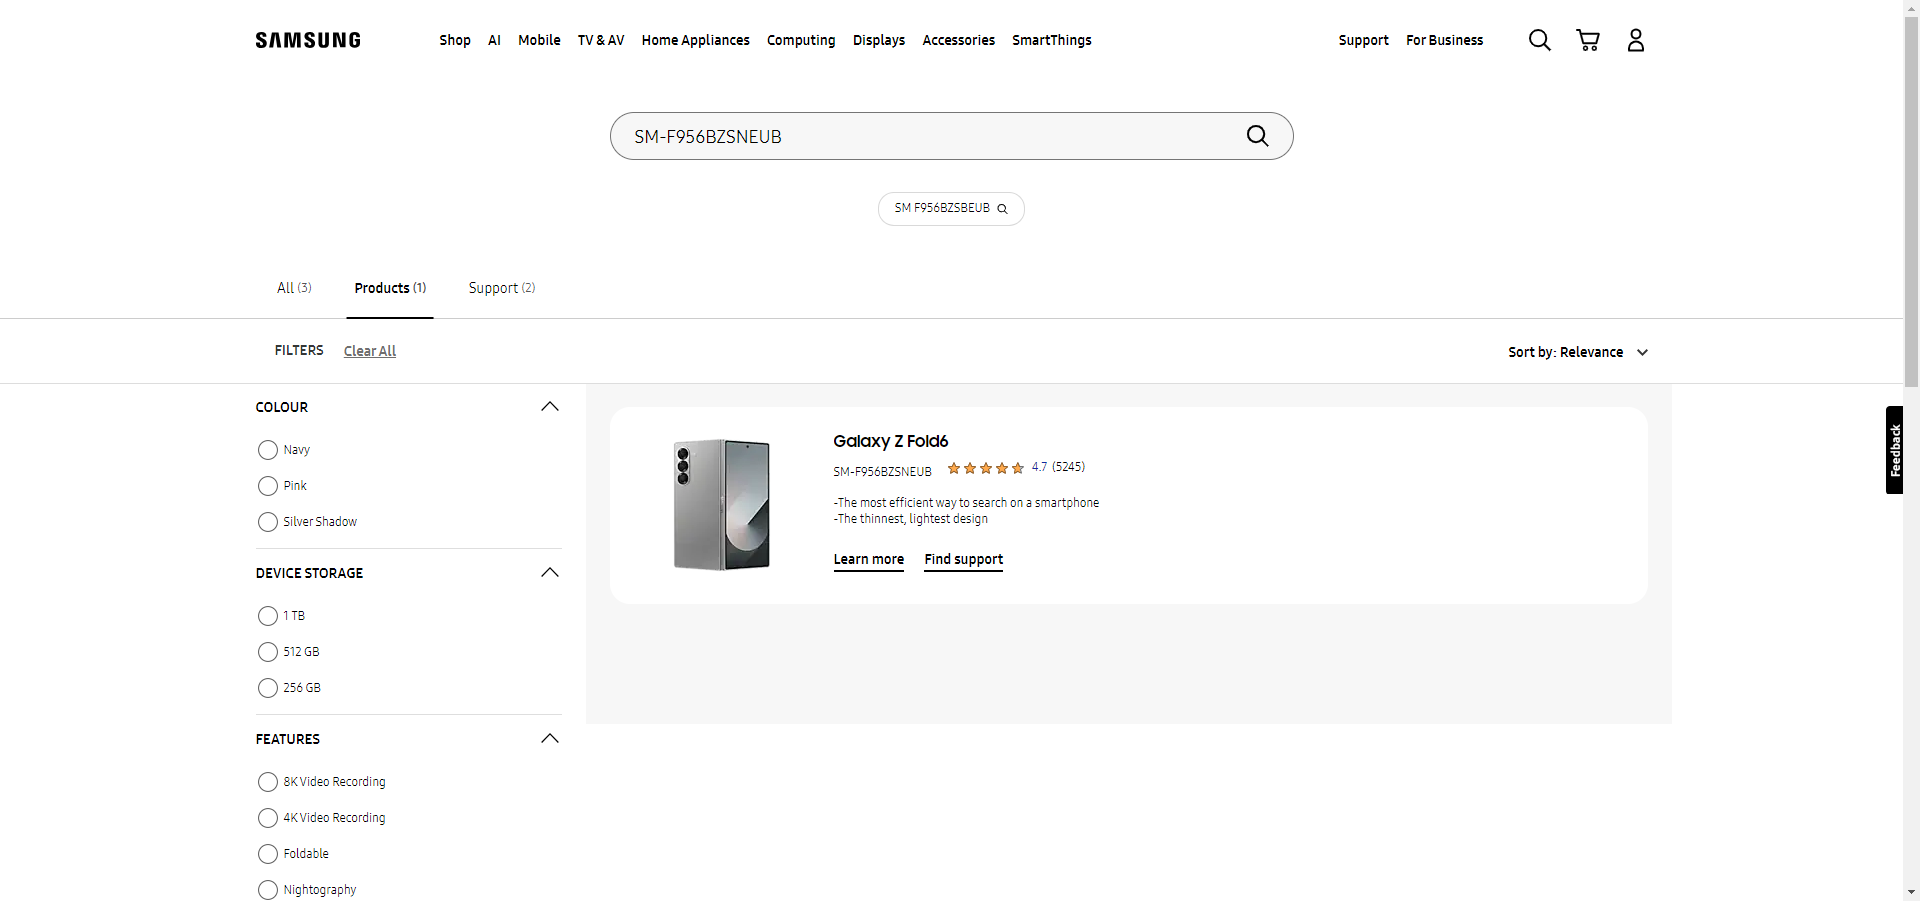 SAMSUNG
Shop AI Mobile TV & AV Home Appliances Computing Displays Accessories SmartThings Support For Business
SM-F956BZSNEUB
SM F956BZSBEUB
All (3) Products (1) Support (2)
FILTERS Clear All
Sort by: Relevance
COLOUR
Navy
Pink
Silver Shadow
DEVICE STORAGE
1 TB
512 GB
256 GB
FEATURES
8K Video Recording
4K Video Recording
Foldable
Nightography
Galaxy Z Fold6
SM-F956BZSNEUB 4.7 (5245)
-The most efficient way to search on a smartphone
-The thinnest, lightest design
Learn more Find support
Feedback